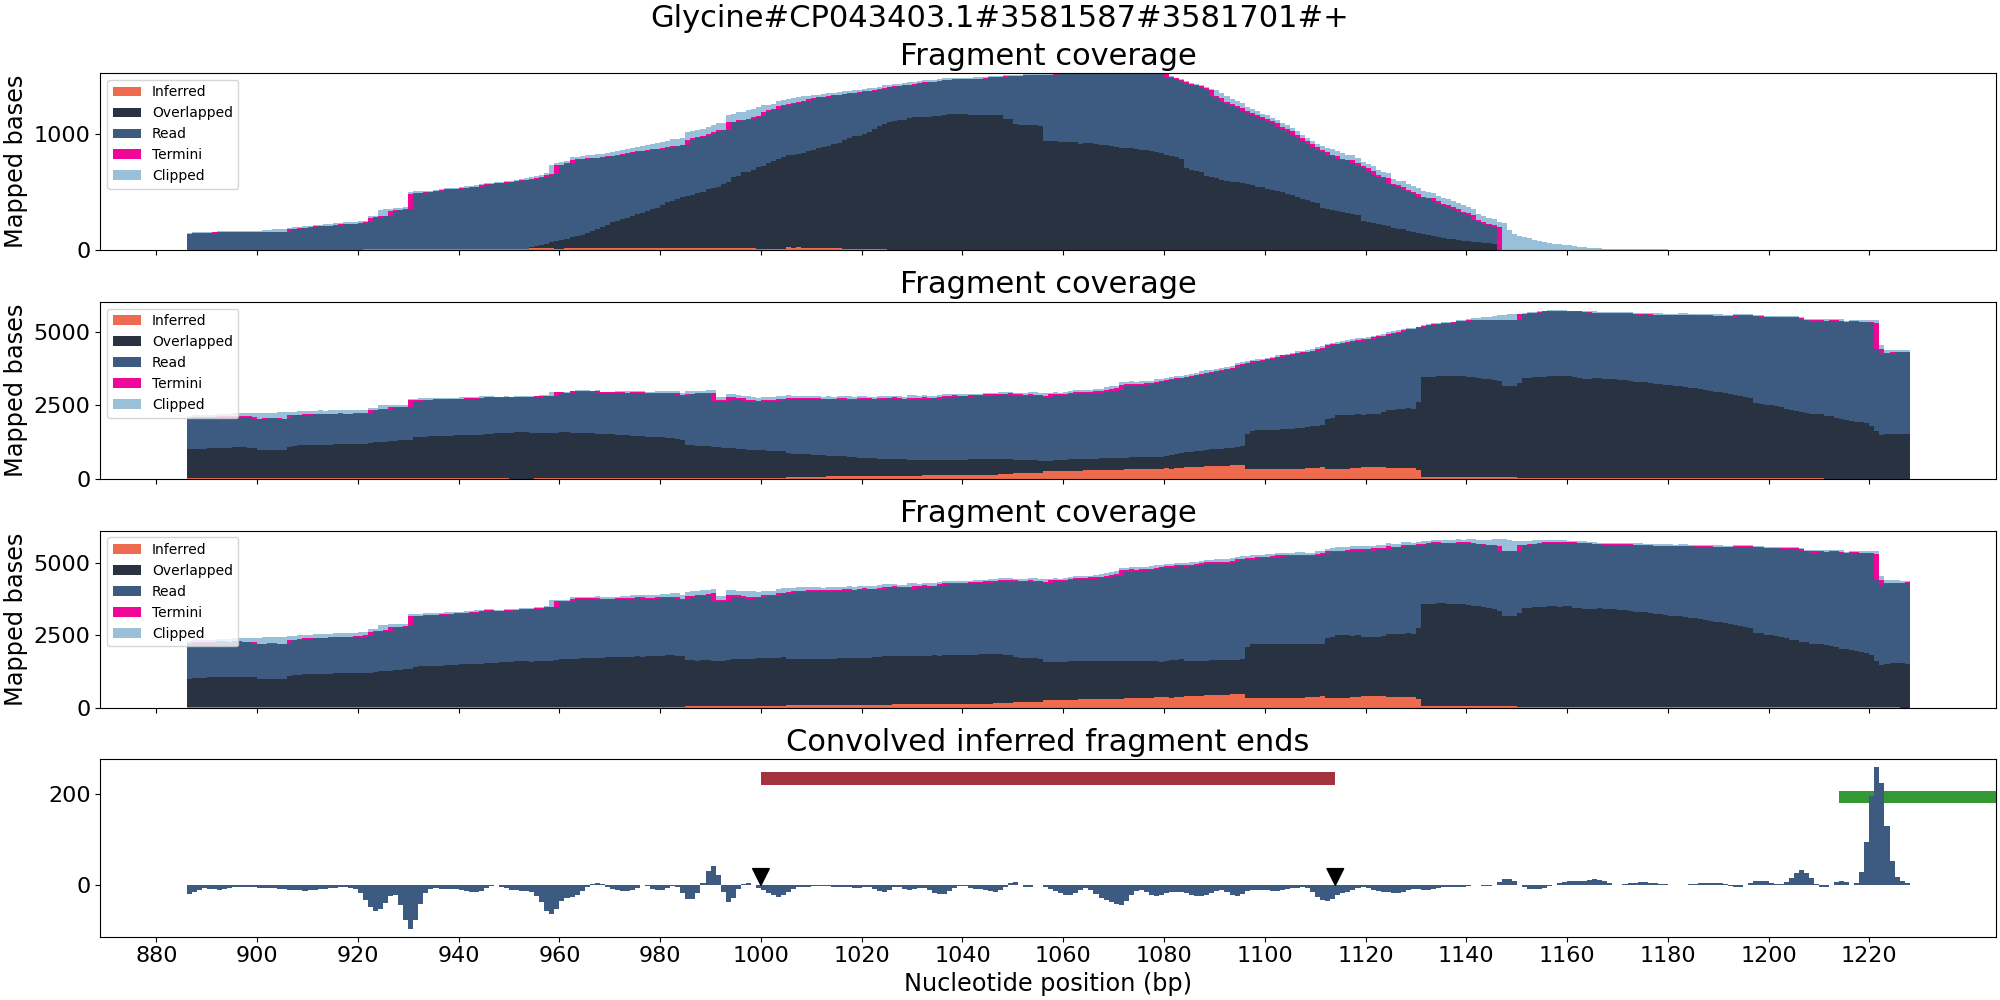 Glycine#CP043403.1#3581587#3581701#+
Fragment coverage
Mapped bases
1000
0
Inferred
Overlapped
Read
Termini
Clipped
Fragment coverage
Mapped bases
5000
2500
0
Inferred
Overlapped
Read
Termini
Clipped
Fragment coverage
Mapped bases
5000
2500
0
Inferred
Overlapped
Read
Termini
Clipped
Convolved inferred fragment ends
200
0
880 900 920 940 960 980 1000 1020 1040 1060 1080 1100 1120 1140 1160 1180 1200 1220
Nucleotide position (bp)